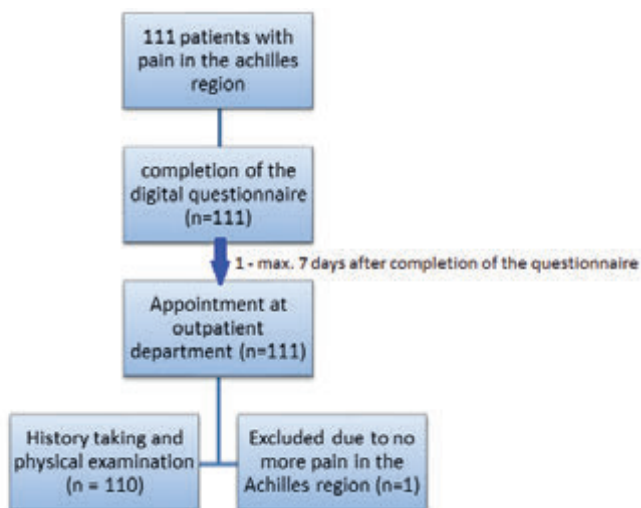 111 patients with
pain in the achilles
region
completion of the
digital questionnaire
(n=111)
1 - max. 7 days after completion of the questionnaire
Appointment at
outpatient
department (n=111)
History taking and
physical examination
(n = 110)
Excluded due to no
more pain in the
Achilles region (n=1)